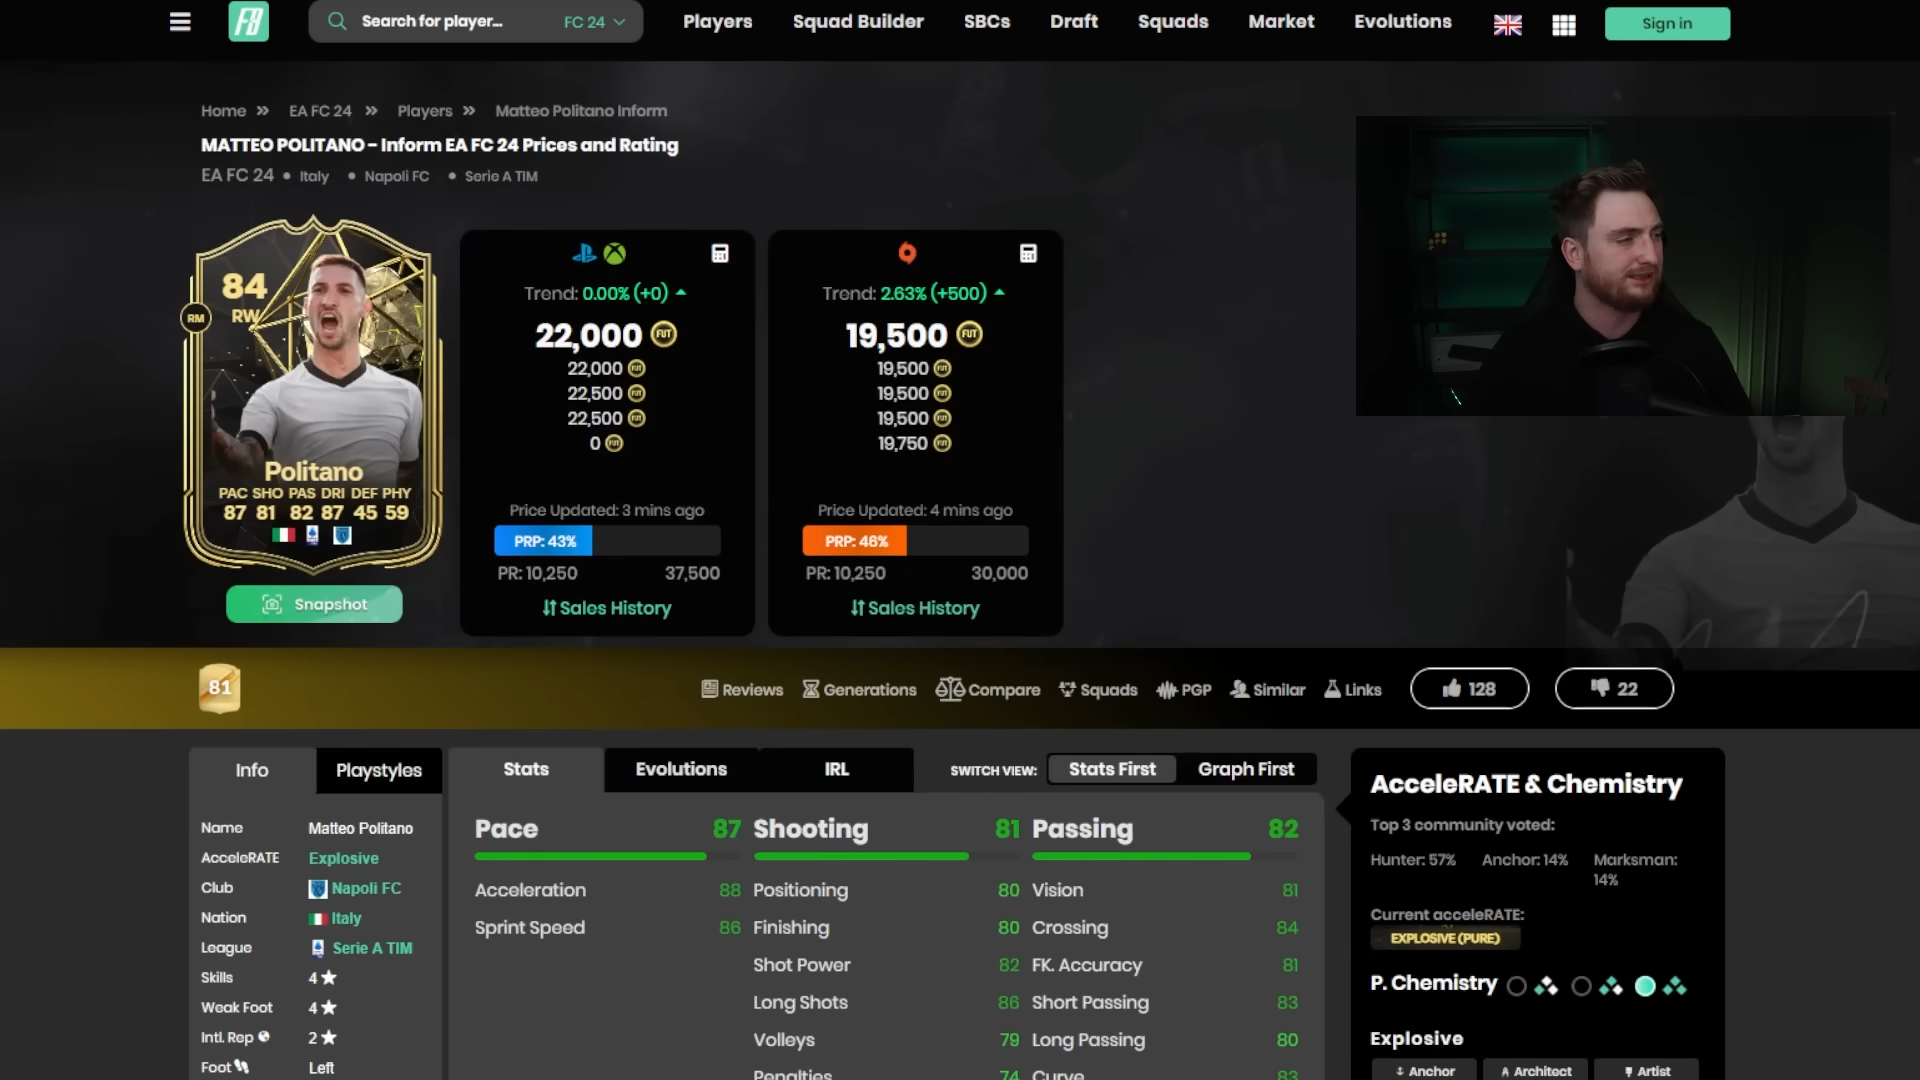 Search for player...
FC 24
Players
Squad Builder
SBCs
Draft
Squads
Market
Evolutions
Sign in
Home » EA FC 24 » Players » Matteo Politano Inform
MATTEO POLITANO - Inform EA FC 24 Prices and Rating
EA FC 24 • Italy • Napoli FC • Serie A TIM
84
RW
RM
Politano
PAC SHO PAS DRI DEF PHY
87 81 82 87 45 59
Snapshot
Trend: 0.00% (+0)
22,000
22,000
22,500
22,500
0
Price Updated: 3 mins ago
PRP: 43%
PR: 10,250 37,500
Sales History
Trend: 2.63% (+500)
19,500
19,500
19,500
19,500
19,750
Price Updated: 4 mins ago
PRP: 46%
PR: 10,250 30,000
Sales History
81
Reviews
Generations
Compare
Squads
PGP
Similar
Links
128
22
Info
Playstyles
Name Matteo Politano
AcceleRATE Explosive
Club Napoli FC
Nation Italy
League Serie A TIM
Skills 4
Weak Foot 4
Intl. Rep 2
Foot Left
Stats
Evolutions
IRL
SWITCH VIEW:
Stats First
Graph First
Pace 87
Acceleration 88
Sprint Speed 86
Shooting 81
Positioning 80
Finishing 80
Shot Power 82
Long Shots 86
Volleys 79
Penalties 74
Passing 82
Vision 81
Crossing 84
FK. Accuracy 81
Short Passing 83
Long Passing 80
Curve 83
AcceleRATE & Chemistry
Top 3 community voted:
Hunter: 57% Anchor: 14% Marksman:
14%
Current acceleRATE:
EXPLOSIVE (PURE)
P. Chemistry
Explosive
Anchor
Architect
Artist